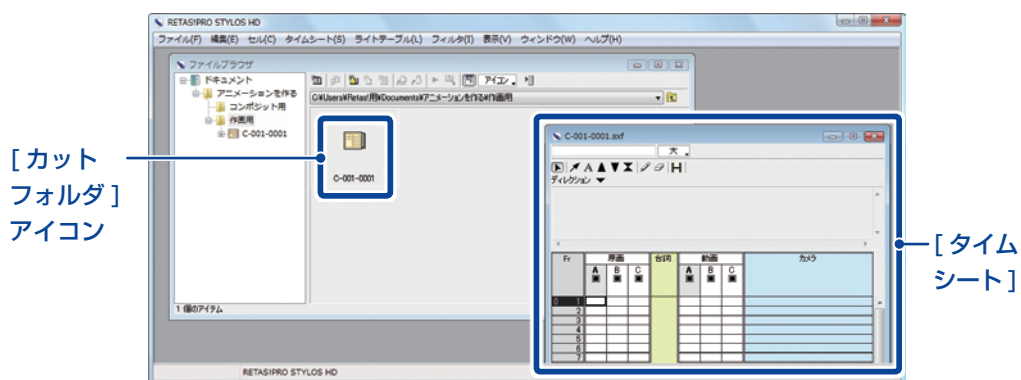 RETAS!PRO STYLOS HD
ファイル(F) 編集(E) セル(C) タイムシート(S) ライトテーブル(L) フィルタ(I) 表示(V) ウィンドウ(W) ヘルプ(H)
ファイルブラウザ
ドキュメント
アニメーションを作る
コンポジット用
作画用
C-001-0001
アイコン
C:¥Users¥Retas!用¥Documents¥アニメーションを作る¥作画用
C-001-0001
1 個のアイテム
[カット
フォルダ]
アイコン
C-001-0001.sxf
大
ディレクション
Fr 原画 台詞 動画 カメラ
A B C A B C
0 1
2
3
4
5
6
7
[タイム
シート]
RETAS!PRO STYLOS HD